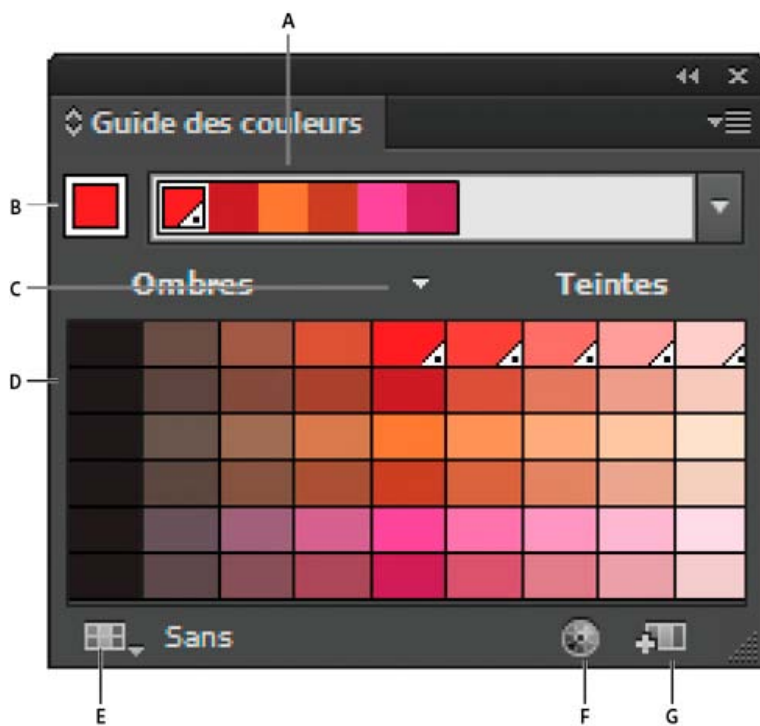 A
Guide des couleurs
B
C
Ombres Teintes
D
Sans
E F G